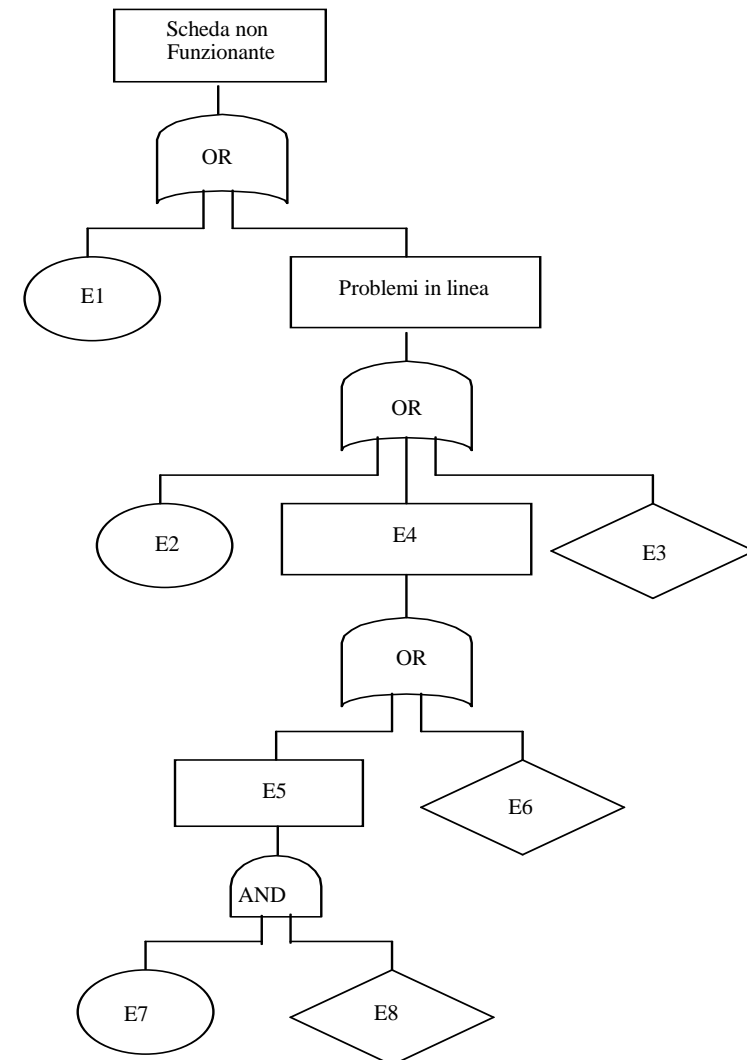 Scheda non
Funzionante
OR
E1
Problemi in linea
OR
E2
E4
E3
OR
E5
E6
AND
E7
E8